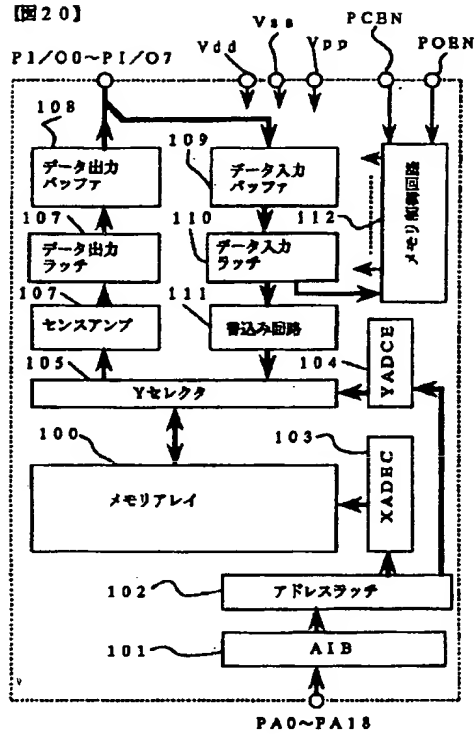 【図20】
Vss
PCEN
PI/O0~PI/O7
Vdd
Vpp
POEN
108
109
データ出力
バッファ
データ入力
バッファ
107
110
112
メモリ制御回路
データ出力
ラッチ
データ入力
ラッチ
107
111
センスアンプ
書込み回路
105
104
YADCE
Yセレクタ
100
103
メモリアレイ
XADEC
102
アドレスラッチ
101
AIB
PA0~PA18